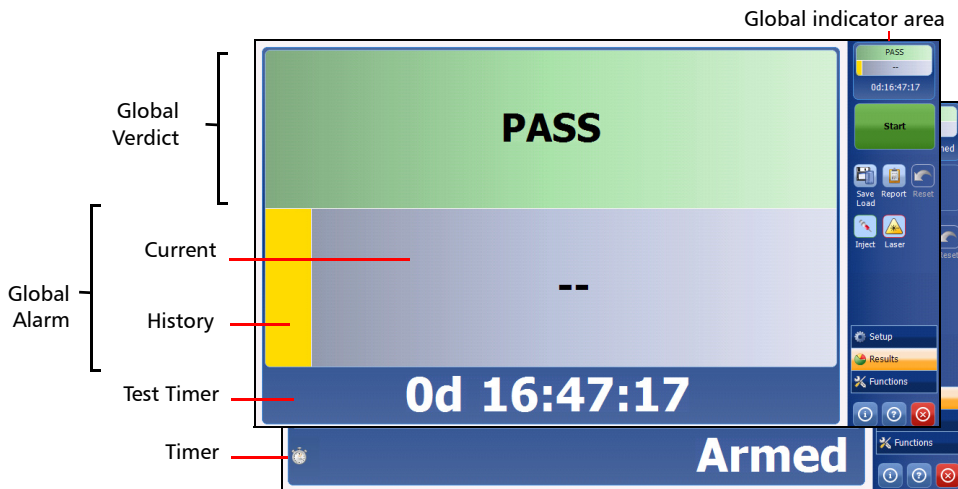 Global indicator area
Global
Verdict
PASS
Global
Alarm
Current
History
--
Test Timer
0d 16:47:17
Timer
Armed
PASS
--
0d:16:47:17
Start
Save
Load
Report
Reset
Inject
Laser
Setup
Results
Functions
Functions